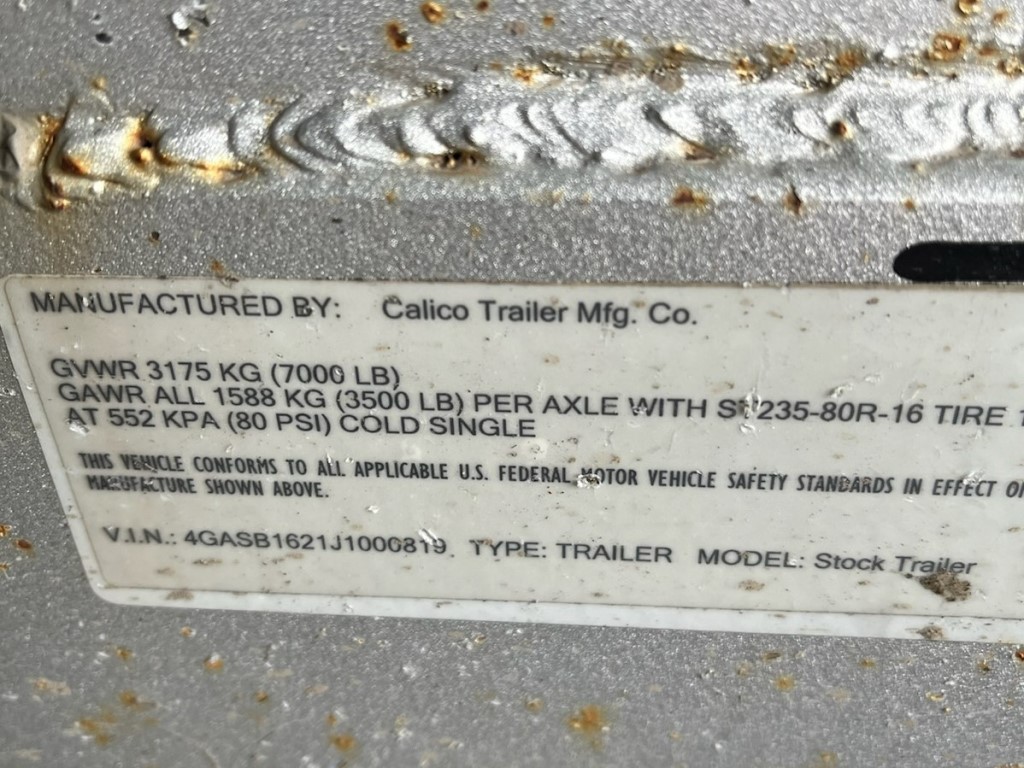 MANUFACTURED BY: Calico Trailer Mfg. Co.
GVWR 3175 KG (7000 LB)
GAWR ALL 1588 KG (3500 LB) PER AXLE WITH ST235-80R-16 TIRE
AT 552 KPA (80 PSI) COLD SINGLE
THIS VEHICLE CONFORMS TO ALL APPLICABLE U.S. FEDERAL MOTOR VEHICLE SAFETY STANDARDS IN EFFECT
MANUFACTURE SHOWN ABOVE.
V.I.N.: 4GASB1621J1000819 TYPE: TRAILER MODEL: Stock Trailer